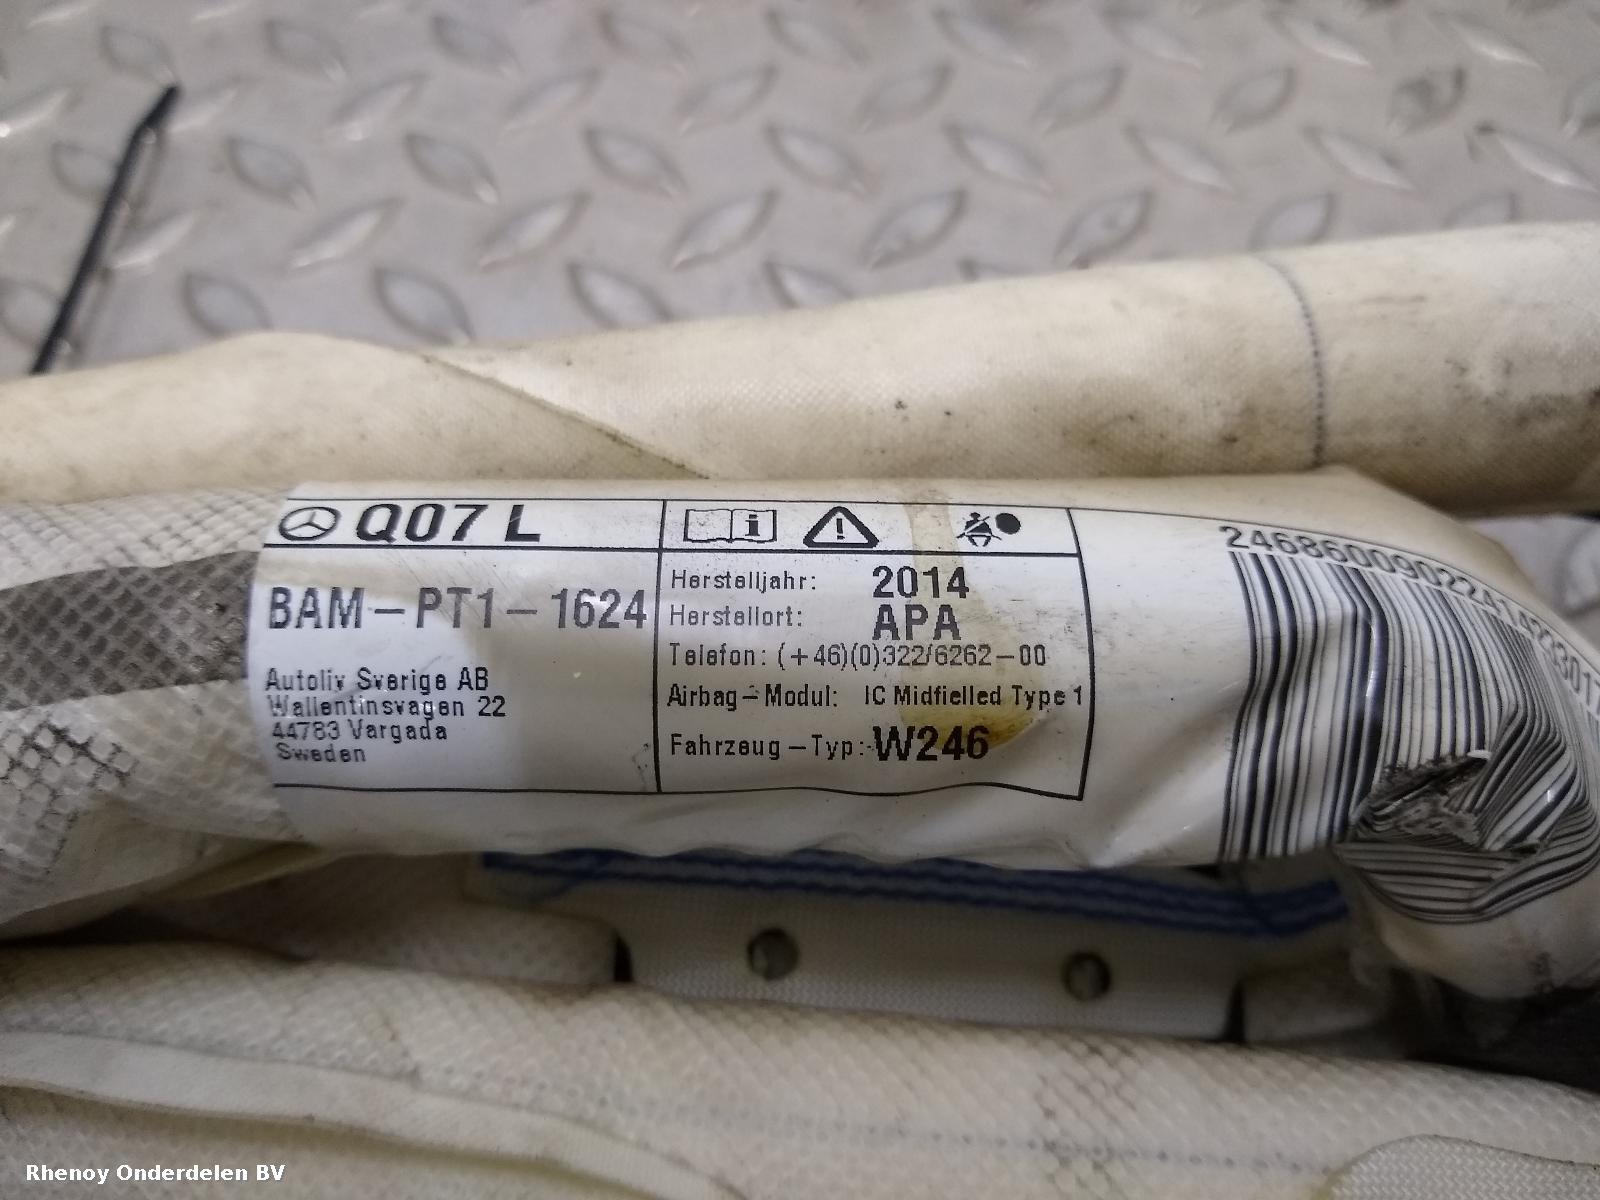 Q07 L
BAM-PT1-1624
Autoliv Sverige AB
Wallentinsvagen 22
44783 Vargada
Sweden
Herstelljahr: 2014
Herstellort: APA
Telefon: (+46)(0)322/6262-00
Airbag-Modul: IC Midfielled Type 1
Fahrzeug-Typ: W246
Rhenoy Onderdelen BV